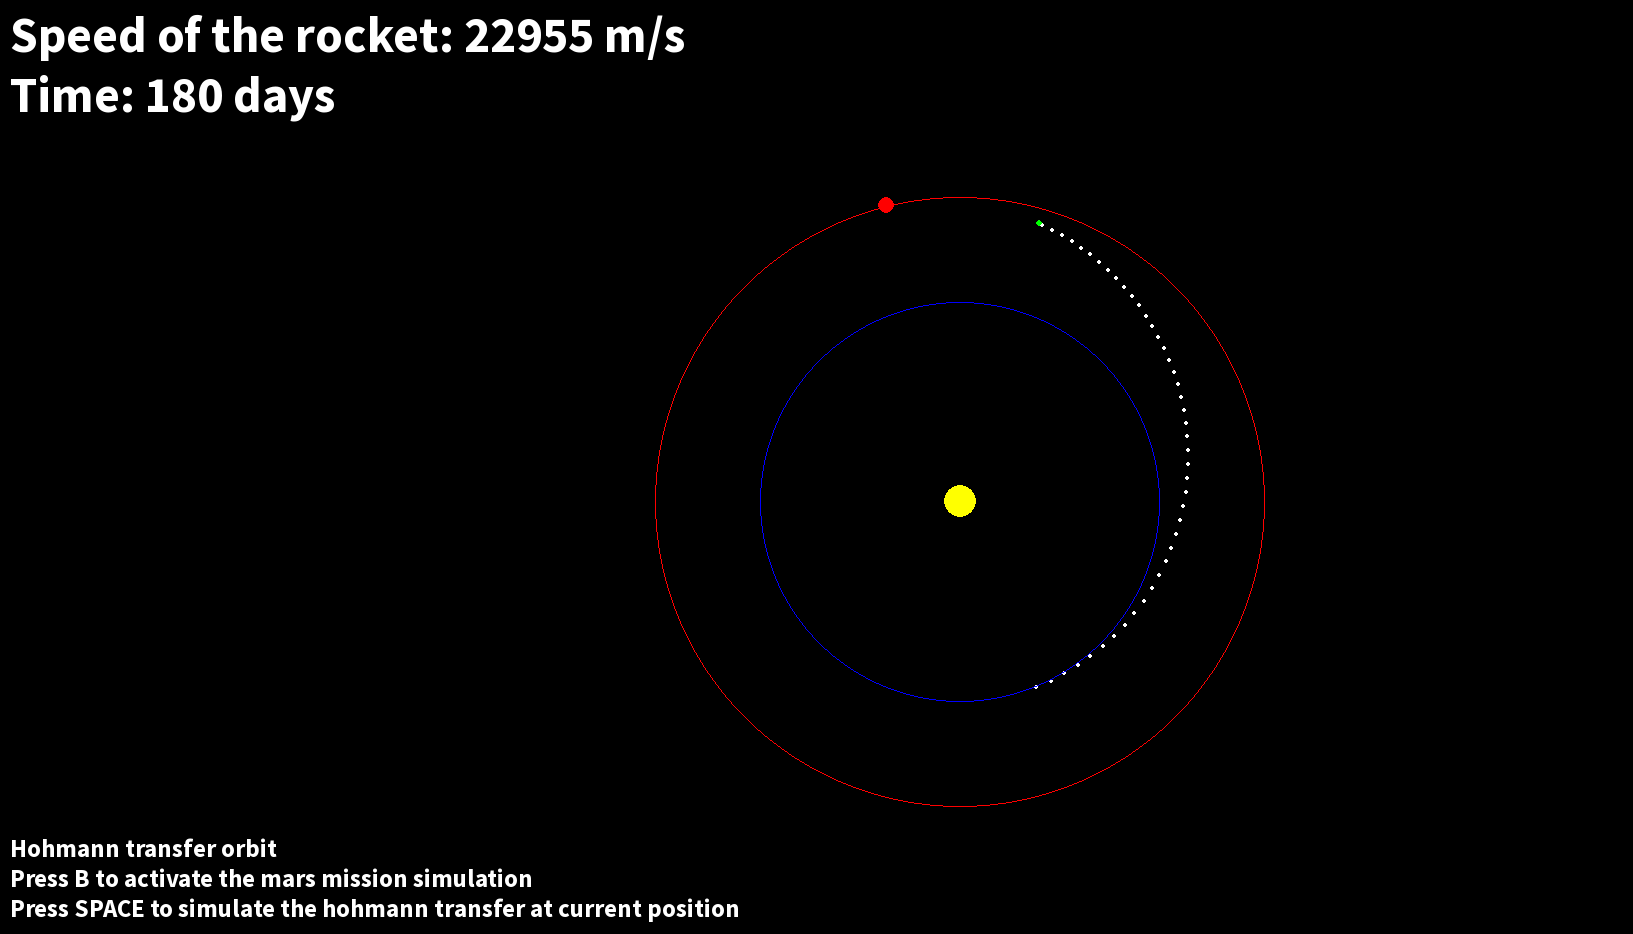 Speed of the rocket: 22955 m/s
Time: 180 days
Hohmann transfer orbit
Press B to activate the mars mission simulation
Press SPACE to simulate the hohmann transfer at current position